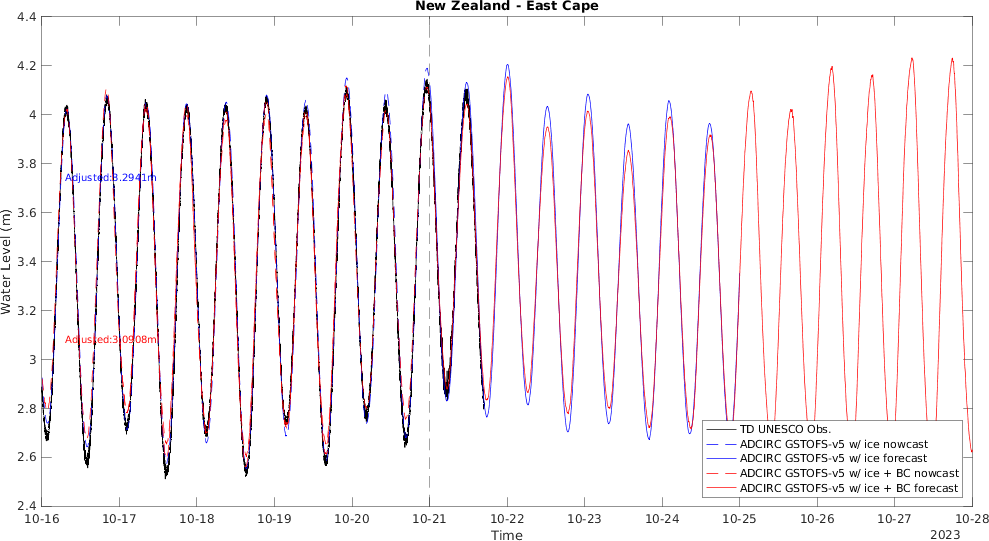 New Zealand - East Cape
Water Level (m)
4.4
4.2
4
3.8
3.6
3.4
3.2
3
2.8
2.6
2.4
Adjusted:3.2941m
Adjusted:3.0908m
TD UNESCO Obs.
ADCIRC GSTOFS-v5 w/ ice nowcast
ADCIRC GSTOFS-v5 w/ ice forecast
ADCIRC GSTOFS-v5 w/ ice + BC nowcast
ADCIRC GSTOFS-v5 w/ ice + BC forecast
10-16 10-17 10-18 10-19 10-20 10-21 10-22 10-23 10-24 10-25 10-26 10-27 10-28
Time
2023